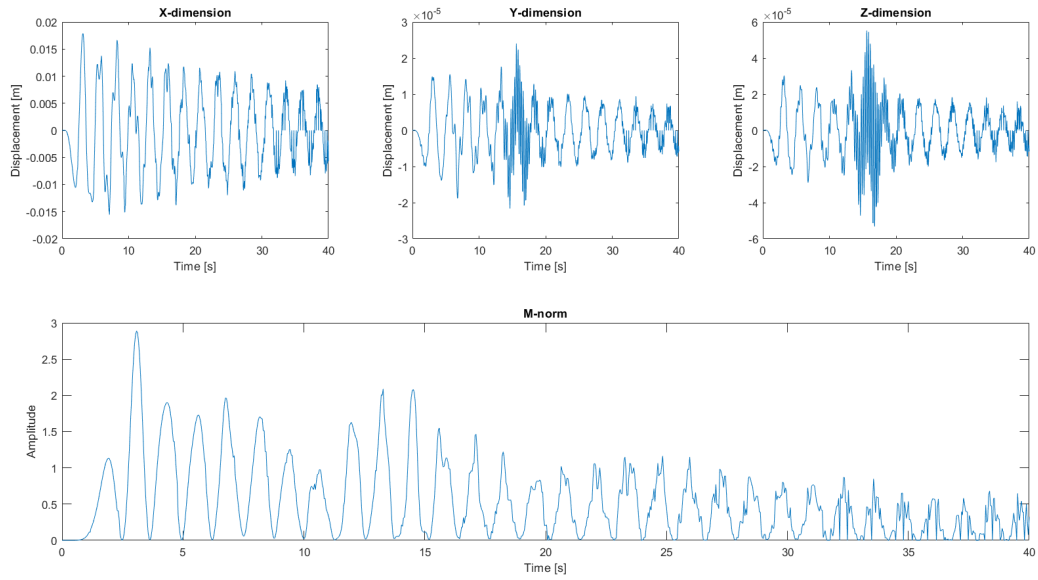 X-dimension
0.02
0.015
0.01
0.005
0
-0.005
-0.01
-0.015
-0.02
0 10 20 30 40
Displacement [m]
Time [s]
Y-dimension
×10^-5
3
2
1
0
-1
-2
-3
0 10 20 30 40
Displacement [m]
Time [s]
Z-dimension
×10^-5
6
4
2
0
-2
-4
-6
0 10 20 30 40
Displacement [m]
Time [s]
M-norm
3
2.5
2
1.5
1
0.5
0
0 5 10 15 20 25 30 35 40
Amplitude
Time [s]